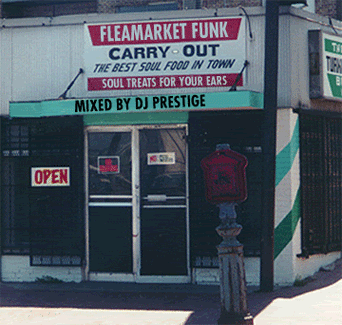 FLEAMARKET FUNK
CARRY-OUT
THE BEST SOUL FOOD IN TOWN
SOUL TREATS FOR YOUR EARS
MIXED BY DJ PRESTIGE
OPEN